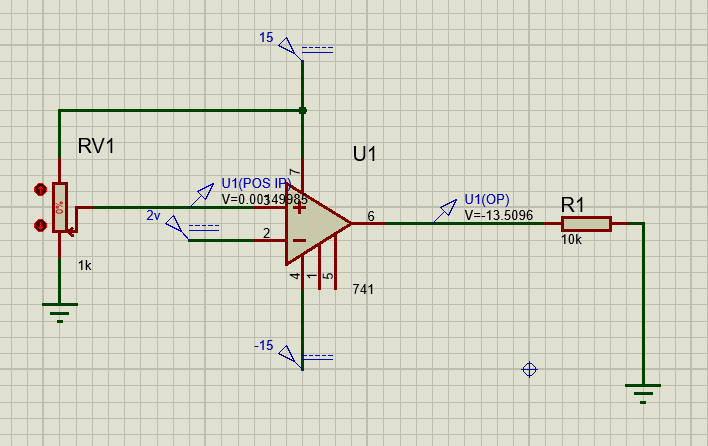 15
RV1
U1
7
U1(POS IP)
V=0.00149985
3
0%
2v
2
6
U1(OP)
V=-13.5096
R1
10k
1k
4
1
5
741
-15